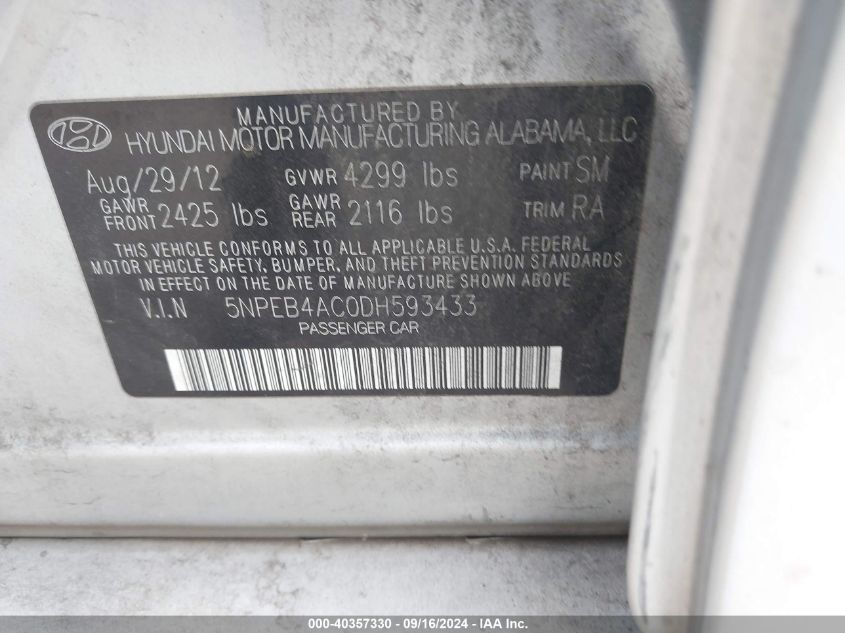 MANUFACTURED BY
HYUNDAI MOTOR MANUFACTURING ALABAMA, LLC
Aug/29/12 GVWR 4299 lbs PAINT SM
GAWR FRONT 2425 lbs GAWR REAR 2116 lbs TRIM RA
THIS VEHICLE CONFORMS TO ALL APPLICABLE U.S.A. FEDERAL
MOTOR VEHICLE SAFETY, BUMPER, AND THEFT PREVENTION STANDARDS
IN EFFECT ON THE DATE OF MANUFACTURE SHOWN ABOVE
V.I.N 5NPEB4AC0DH593433
PASSENGER CAR
000-40357330 - 09/16/2024 - IAA Inc.